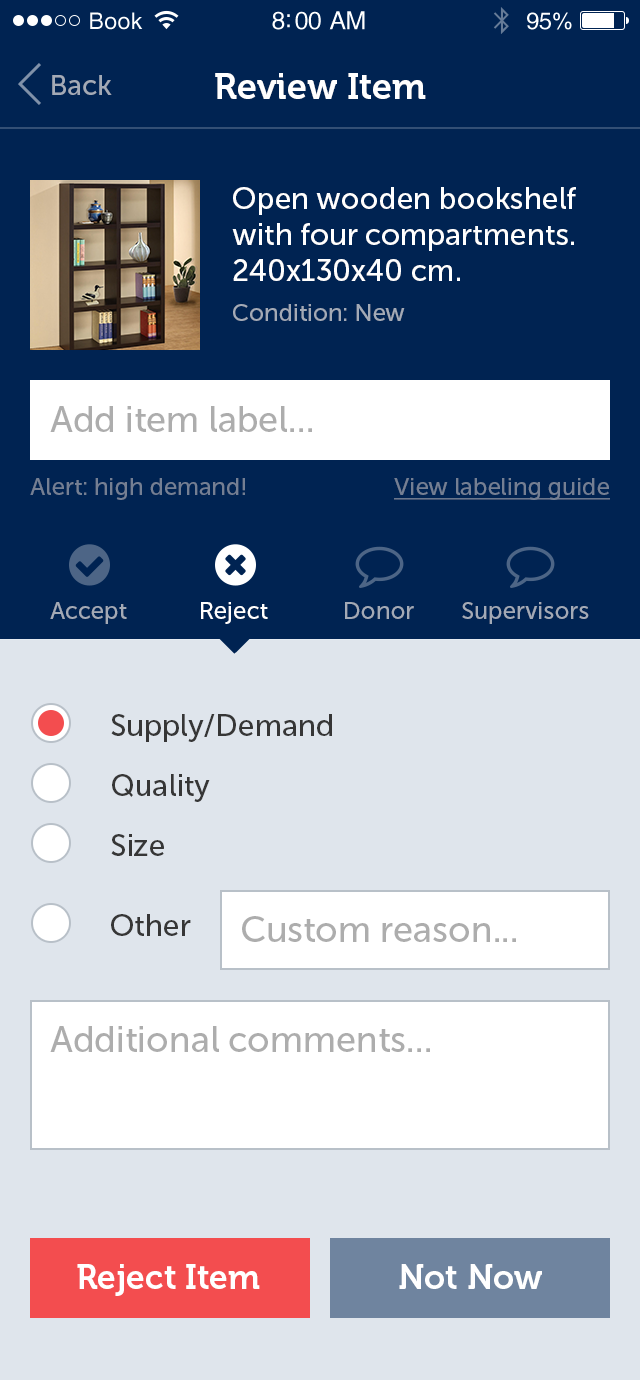 Book 8:00 AM 95%
Back Review Item
Open wooden bookshelf
with four compartments.
240x130x40 cm.
Condition: New
Add item label...
Alert: high demand! View labeling guide
Accept Reject Donor Supervisors
Supply/Demand
Quality
Size
Other Custom reason...
Additional comments...
Reject Item Not Now